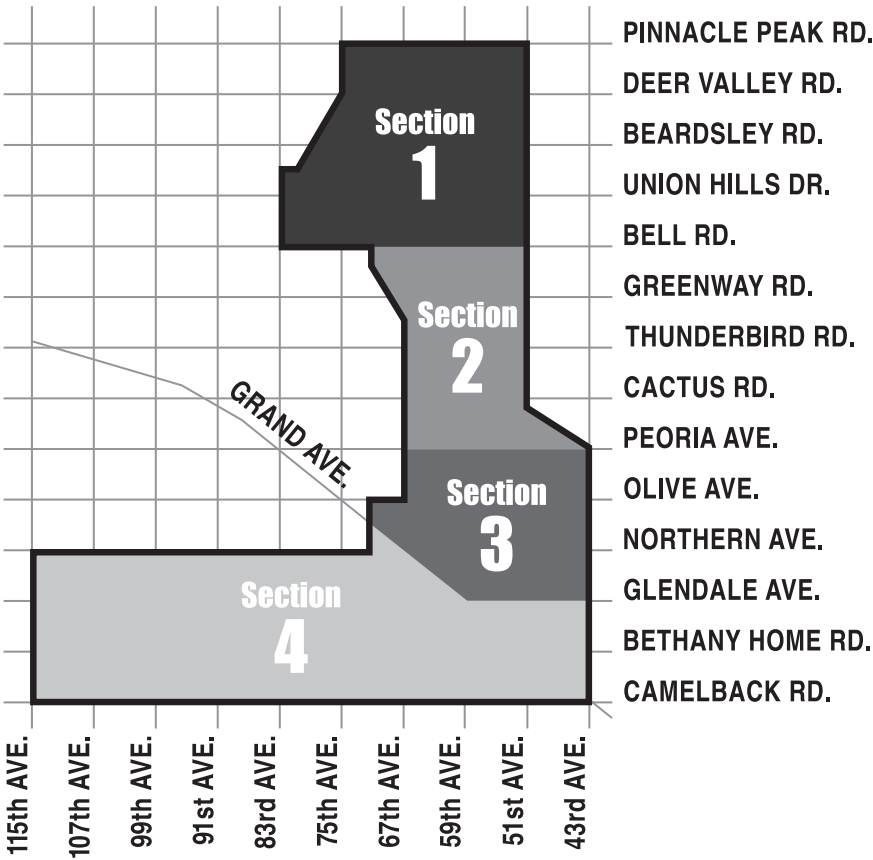 PINNACLE PEAK RD.
DEER VALLEY RD.
Section
1
BEARDSLEY RD.
UNION HILLS DR.
BELL RD.
GREENWAY RD.
Section
2
THUNDERBIRD RD.
CACTUS RD.
GRAND AVE.
PEORIA AVE.
Section
3
OLIVE AVE.
NORTHERN AVE.
GLENDALE AVE.
Section
4
BETHANY HOME RD.
CAMELBACK RD.
115th AVE.
107th AVE.
99th AVE.
91st AVE.
83rd AVE.
75th AVE.
67th AVE.
59th AVE.
51st AVE.
43rd AVE.